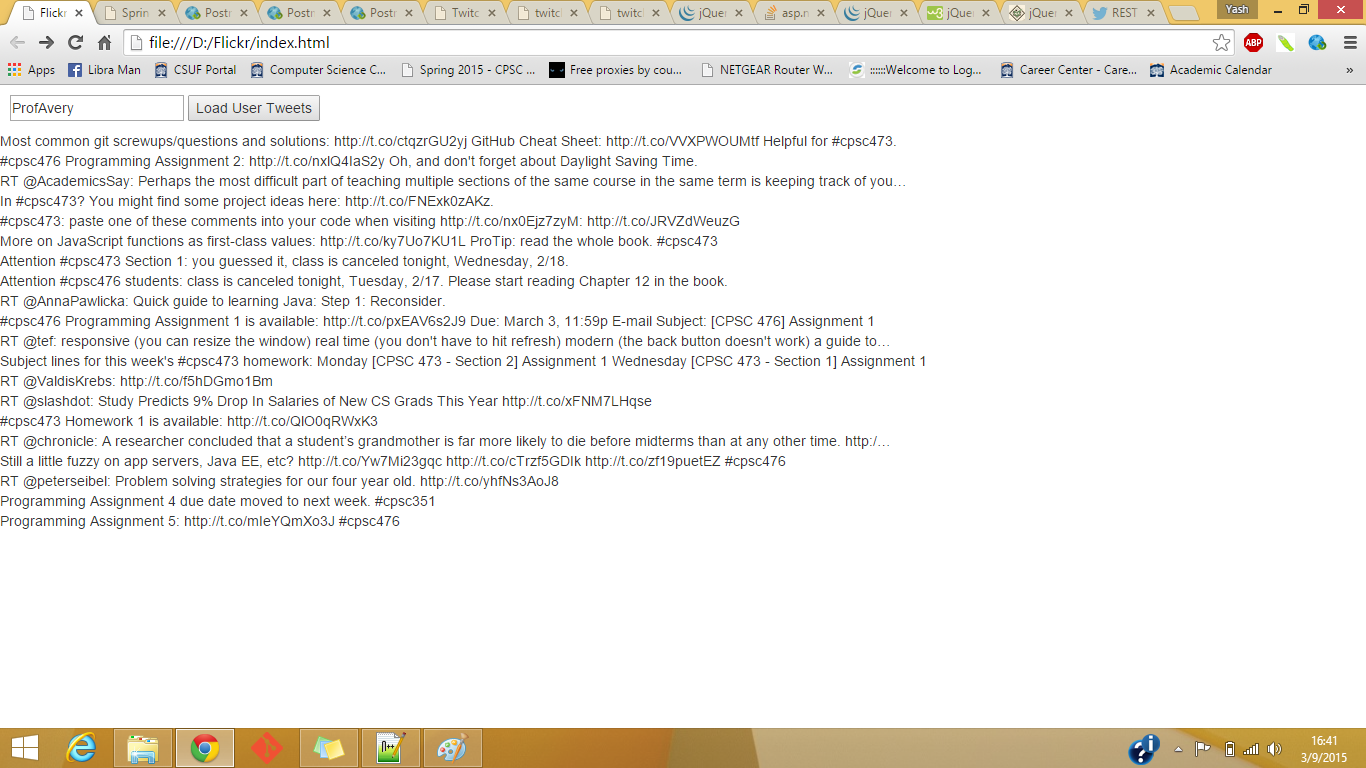 Flickr
Sprin
Postr
Postr
Postr
Twitc
twitcl
twitcl
jQuer
asp.n
jQuer
jQuer
jQuer
REST
Yash
file:///D:/Flickr/index.html
ABP
Apps
Libra Man
CSUF Portal
Computer Science C...
Spring 2015 - CPSC ...
Free proxies by cou...
NETGEAR Router W...
::::::Welcome to Log...
Career Center - Care...
Academic Calendar
»
ProfAvery
Load User Tweets
Most common git screwups/questions and solutions: http://t.co/ctqzrGU2yj GitHub Cheat Sheet: http://t.co/VVXPWOUMtf Helpful for #cpsc473.
#cpsc476 Programming Assignment 2: http://t.co/nxlQ4IaS2y Oh, and don't forget about Daylight Saving Time.
RT @AcademicsSay: Perhaps the most difficult part of teaching multiple sections of the same course in the same term is keeping track of you…
In #cpsc473? You might find some project ideas here: http://t.co/FNExk0zAKz.
#cpsc473: paste one of these comments into your code when visiting http://t.co/nx0Ejz7zyM: http://t.co/JRVZdWeuzG
More on JavaScript functions as first-class values: http://t.co/ky7Uo7KU1L ProTip: read the whole book. #cpsc473
Attention #cpsc473 Section 1: you guessed it, class is canceled tonight, Wednesday, 2/18.
Attention #cpsc476 students: class is canceled tonight, Tuesday, 2/17. Please start reading Chapter 12 in the book.
RT @AnnaPawlicka: Quick guide to learning Java: Step 1: Reconsider.
#cpsc476 Programming Assignment 1 is available: http://t.co/pxEAV6s2J9 Due: March 3, 11:59p E-mail Subject: [CPSC 476] Assignment 1
RT @tef: responsive (you can resize the window) real time (you don't have to hit refresh) modern (the back button doesn't work) a guide to…
Subject lines for this week's #cpsc473 homework: Monday [CPSC 473 - Section 2] Assignment 1 Wednesday [CPSC 473 - Section 1] Assignment 1
RT @ValdisKrebs: http://t.co/f5hDGmo1Bm
RT @slashdot: Study Predicts 9% Drop In Salaries of New CS Grads This Year http://t.co/xFNM7LHqse
#cpsc473 Homework 1 is available: http://t.co/QlO0qRWxK3
RT @chronicle: A researcher concluded that a student’s grandmother is far more likely to die before midterms than at any other time. http:/…
Still a little fuzzy on app servers, Java EE, etc? http://t.co/Yw7Mi23gqc http://t.co/cTrzf5GDIk http://t.co/zf19puetEZ #cpsc476
RT @peterseibel: Problem solving strategies for our four year old. http://t.co/yhfNs3AoJ8
Programming Assignment 4 due date moved to next week. #cpsc351
Programming Assignment 5: http://t.co/mIeYQmXo3J #cpsc476
16:41
3/9/2015